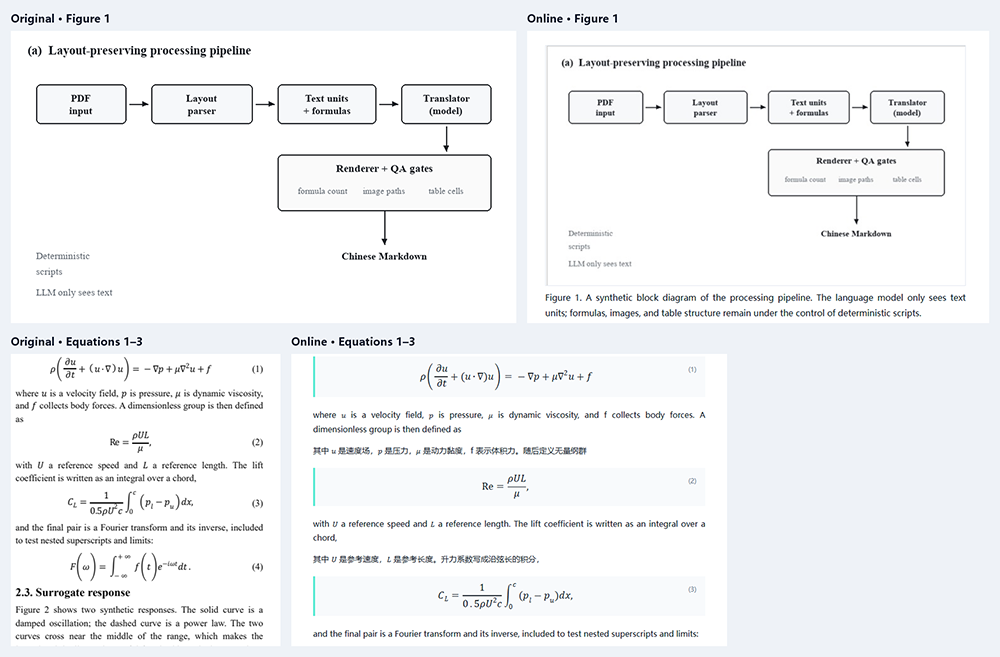 Original • Figure 1
(a) Layout-preserving processing pipeline
PDF input
Layout parser
Text units + formulas
Translator (model)
Renderer + QA gates
formula count image paths table cells
Chinese Markdown
Deterministic
scripts
LLM only sees text
Online • Figure 1
(a) Layout-preserving processing pipeline
PDF input
Layout parser
Text units + formulas
Translator (model)
Renderer + QA gates
formula count image paths table cells
Chinese Markdown
Deterministic
scripts
LLM only sees text
Figure 1. A synthetic block diagram of the processing pipeline. The language model only sees text
units; formulas, images, and table structure remain under the control of deterministic scripts.
Original • Equations 1–3
ρ(∂u/∂t + (u·∇)u) = −∇p + μ∇²u + f (1)
where u is a velocity field, p is pressure, μ is dynamic viscosity,
and f collects body forces. A dimensionless group is then defined
as
Re = ρUL/μ, (2)
with U a reference speed and L a reference length. The lift
coefficient is written as an integral over a chord,
C_L = 1/(0.5ρU²c) ∫₀ᶜ (p_l − p_u)dx, (3)
and the final pair is a Fourier transform and its inverse, included
to test nested superscripts and limits:
F(ω) = ∫_{−∞}^{+∞} f(t)e^{−iωt}dt. (4)
2.3. Surrogate response
Figure 2 shows two synthetic responses. The solid curve is a
damped oscillation; the dashed curve is a power law. The two
curves cross near the middle of the range, which makes the
Online • Equations 1–3
ρ(∂u/∂t + (u·∇)u) = −∇p + μ∇²u + f (1)
where u is a velocity field, p is pressure, μ is dynamic viscosity, and f collects body forces. A
dimensionless group is then defined as
其中 u 是速度场，p 是压力，μ 是动力黏度，f 表示体积力。随后定义无量纲群
Re = ρUL/μ, (2)
with U a reference speed and L a reference length. The lift coefficient is written as an integral over a
chord,
其中 U 是参考速度，L 是参考长度。升力系数写成沿弦长的积分，
C_L = 1/(0.5ρU²c) ∫₀ᶜ (p_l − p_u)dx, (3)
and the final pair is a Fourier transform and its inverse, included to test nested superscripts and limits: